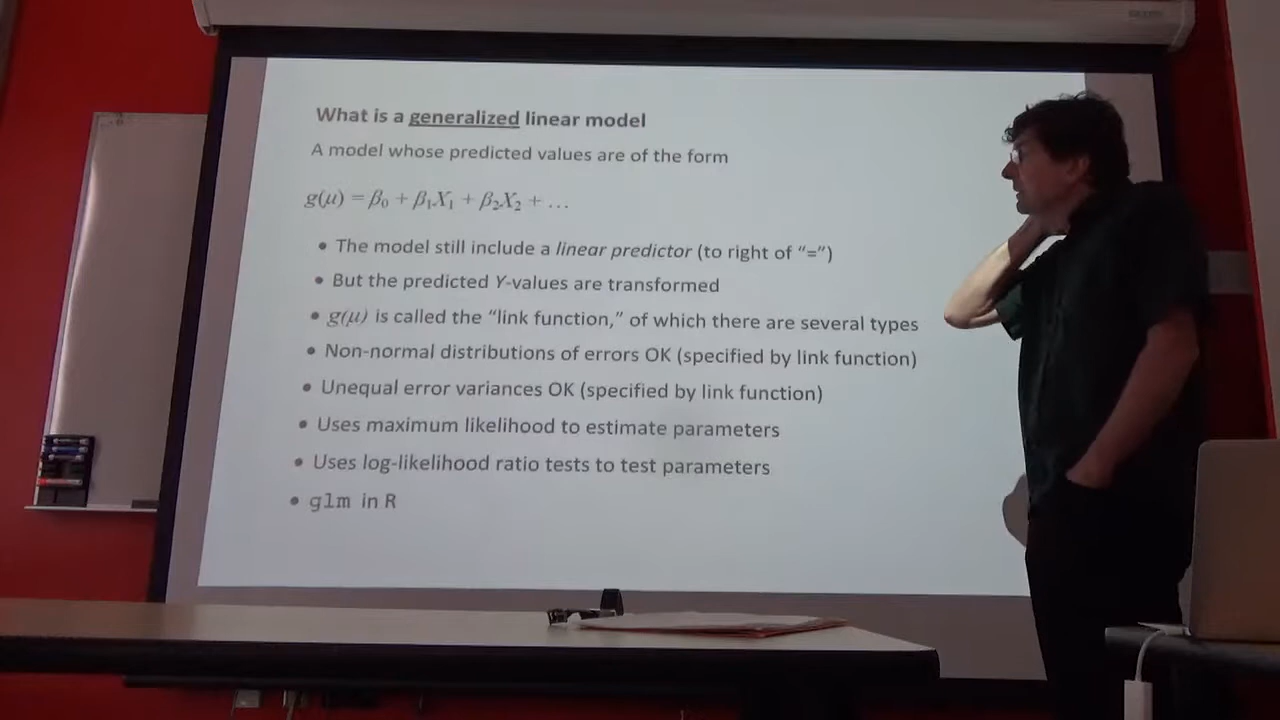 What is a generalized linear model
A model whose predicted values are of the form
g(μ) = β₀ + β₁X₁ + β₂X₂ + …
• The model still include a linear predictor (to right of “=”)
• But the predicted Y-values are transformed
• g(μ) is called the “link function,” of which there are several types
• Non-normal distributions of errors OK (specified by link function)
• Unequal error variances OK (specified by link function)
• Uses maximum likelihood to estimate parameters
• Uses log-likelihood ratio tests to test parameters
• glm in R